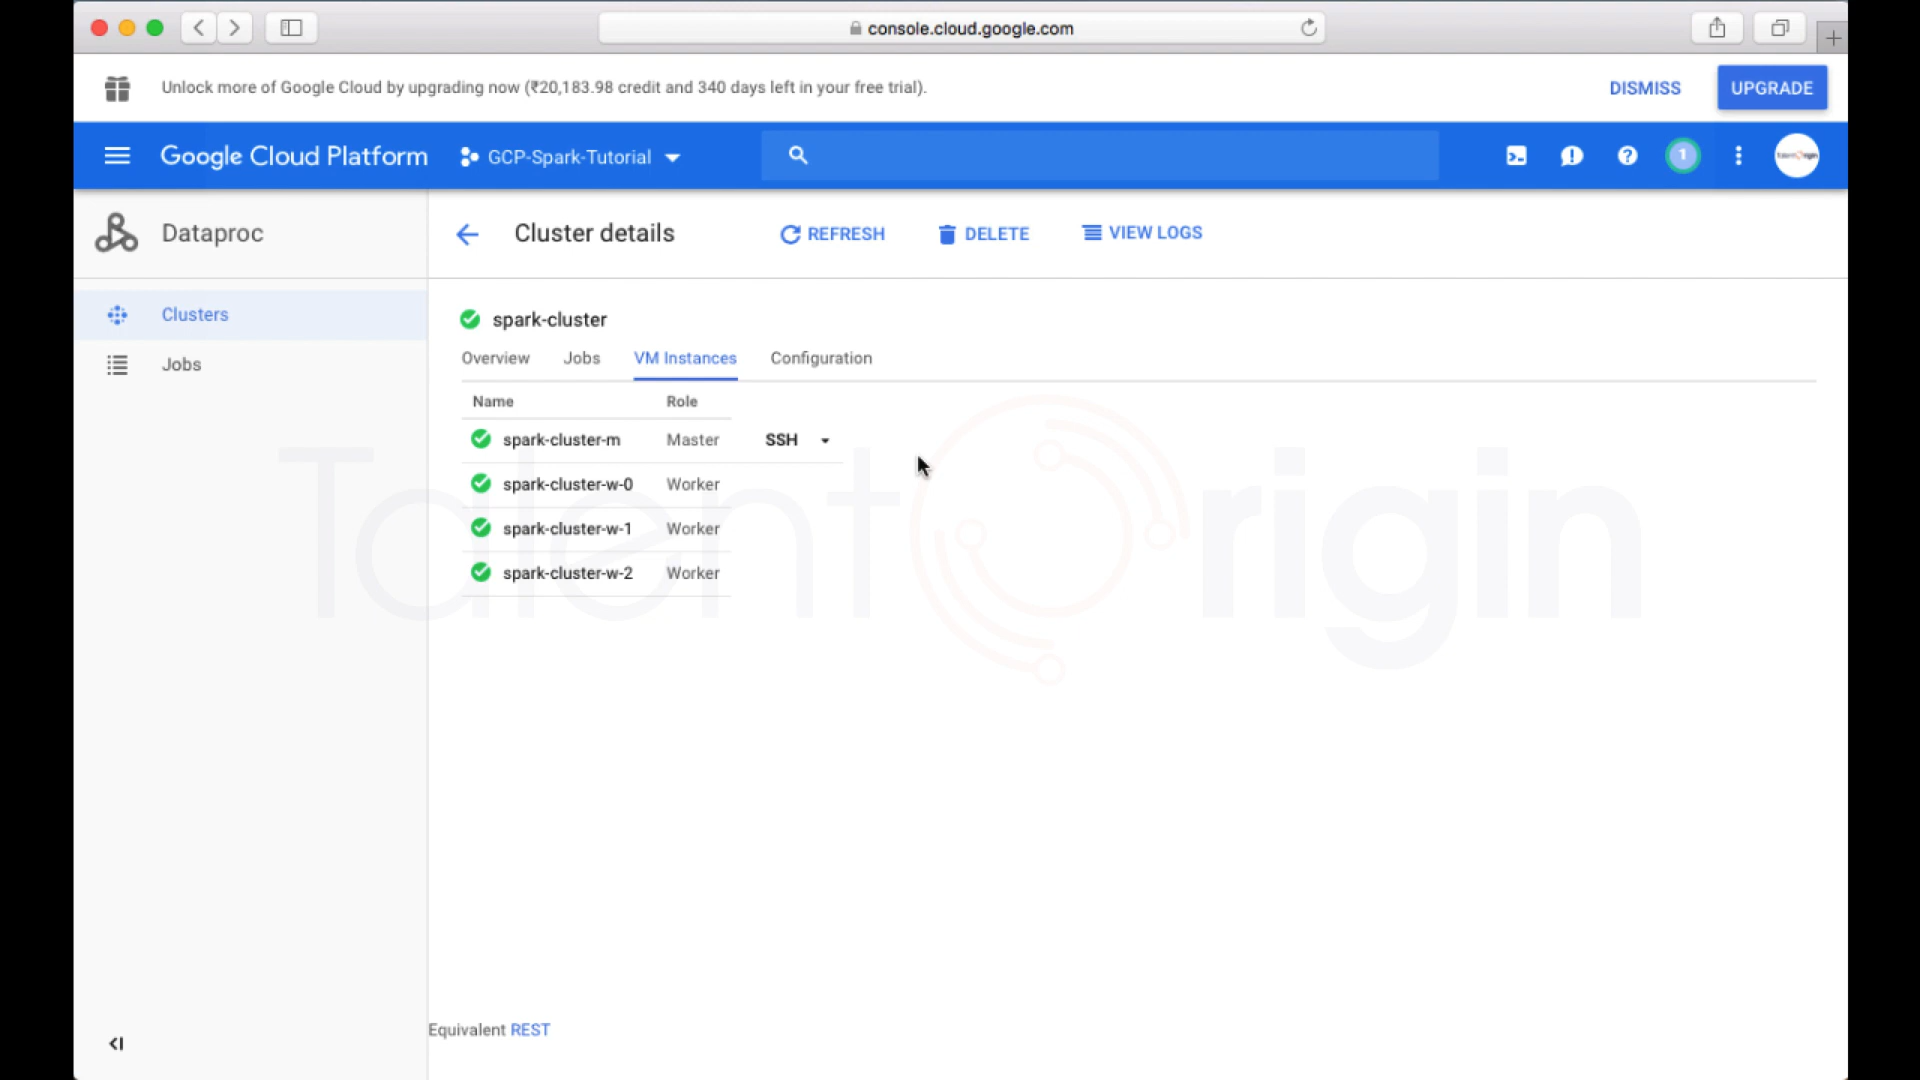 console.cloud.google.com
Unlock more of Google Cloud by upgrading now (₹20,183.98 credit and 340 days left in your free trial).
DISMISS
UPGRADE
Google Cloud Platform
GCP-Spark-Tutorial
1
Dataproc
Cluster details
REFRESH
DELETE
VIEW LOGS
Clusters
Jobs
spark-cluster
Overview Jobs VM Instances Configuration
Name Role
spark-cluster-m Master SSH
spark-cluster-w-0 Worker
spark-cluster-w-1 Worker
spark-cluster-w-2 Worker
TalentOrigin
Equivalent REST